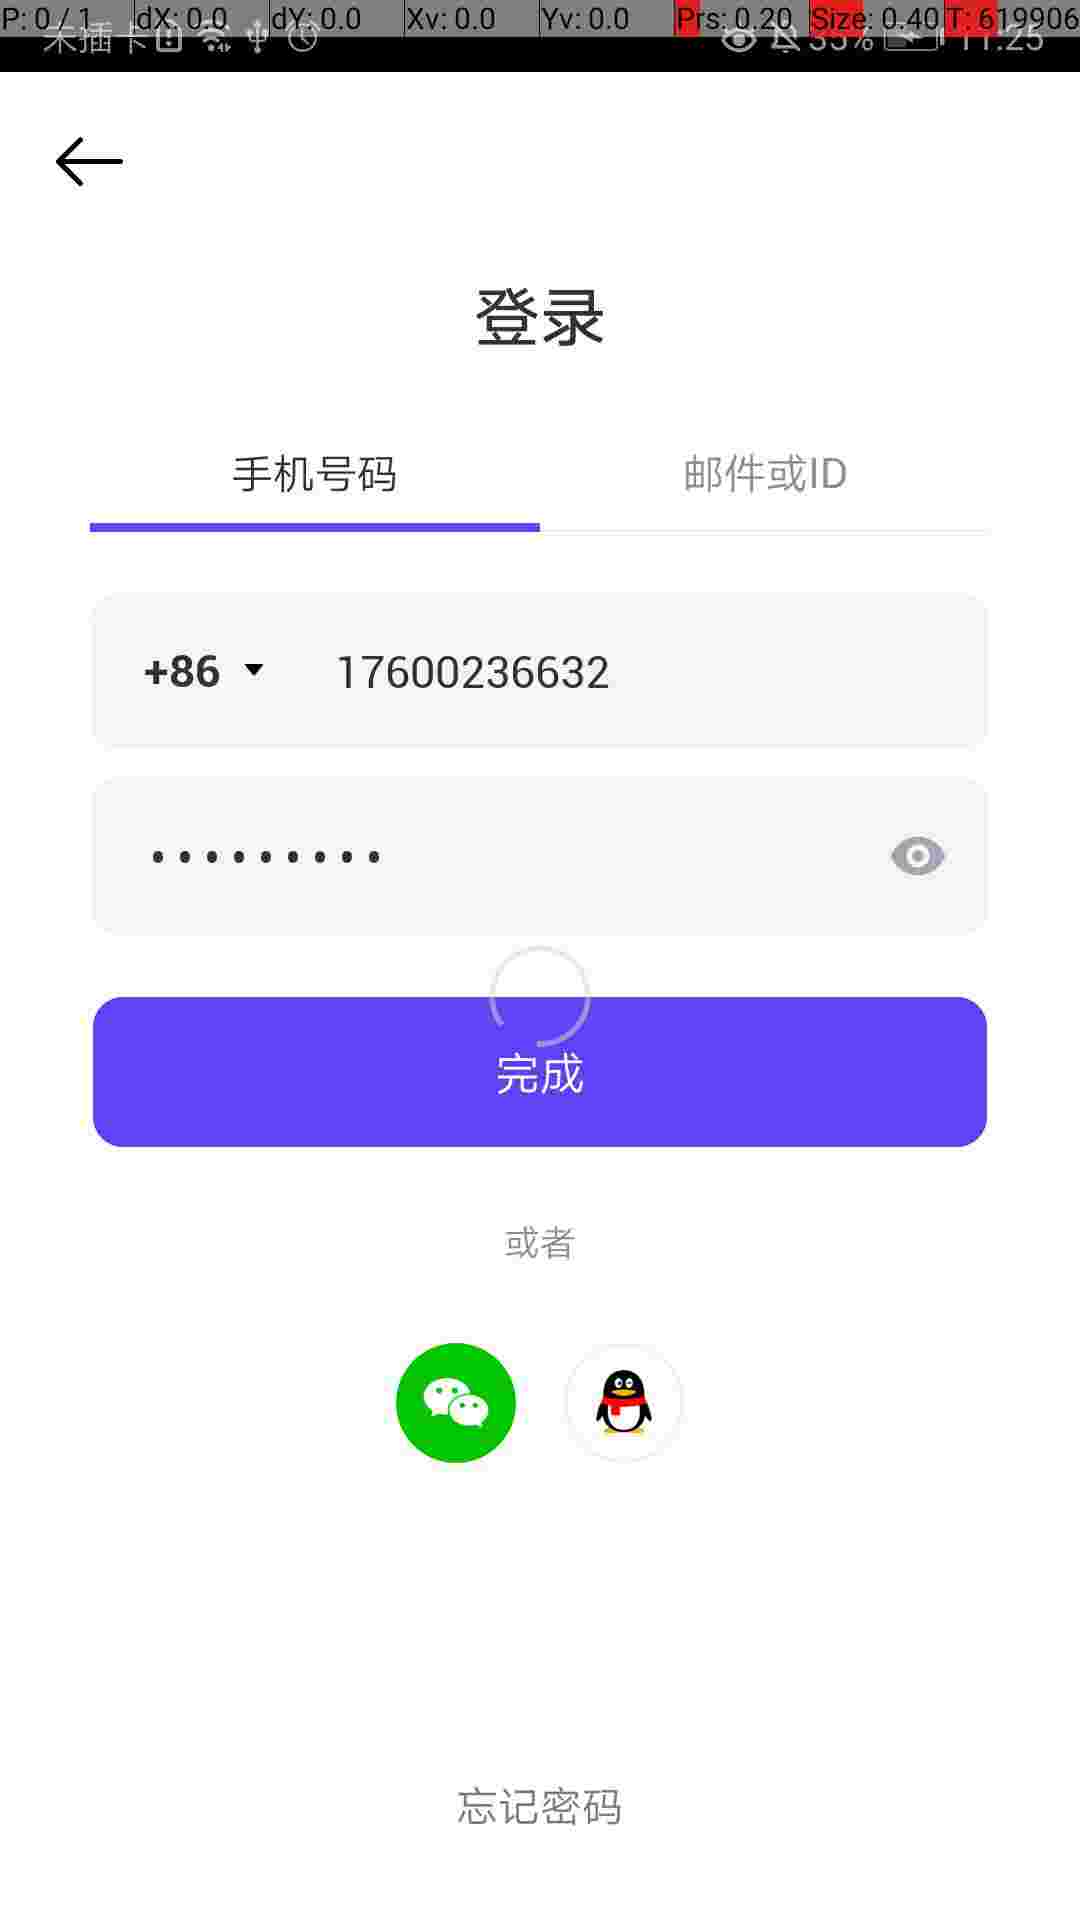 P: 0 / 1 dX: 0.0 dY: 0.0 Xv: 0.0 Yv: 0.0 Prs: 0.20 Size: 0.40 T: 619906
未插卡 33% 11:25
登录
手机号码 邮件或ID
+86 17600236632
•••••••••
完成
或者
忘记密码